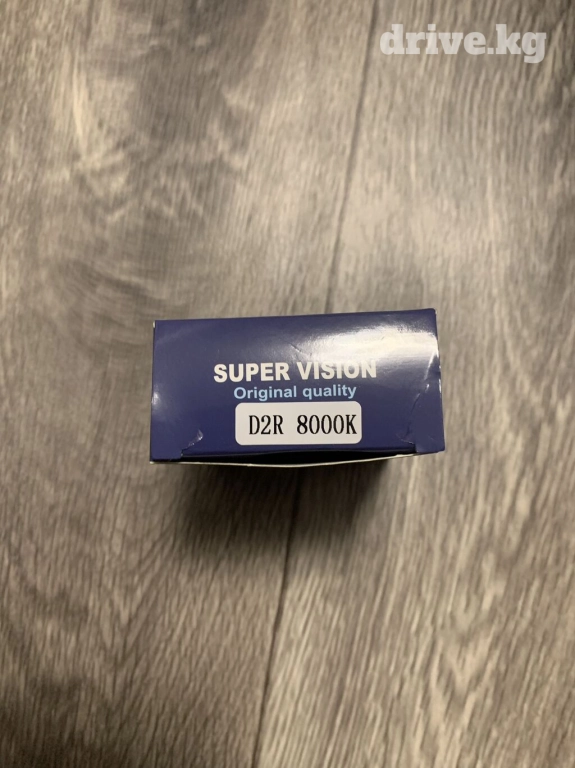 drive.kg
SUPER VISION
Original quality
D2R 8000K